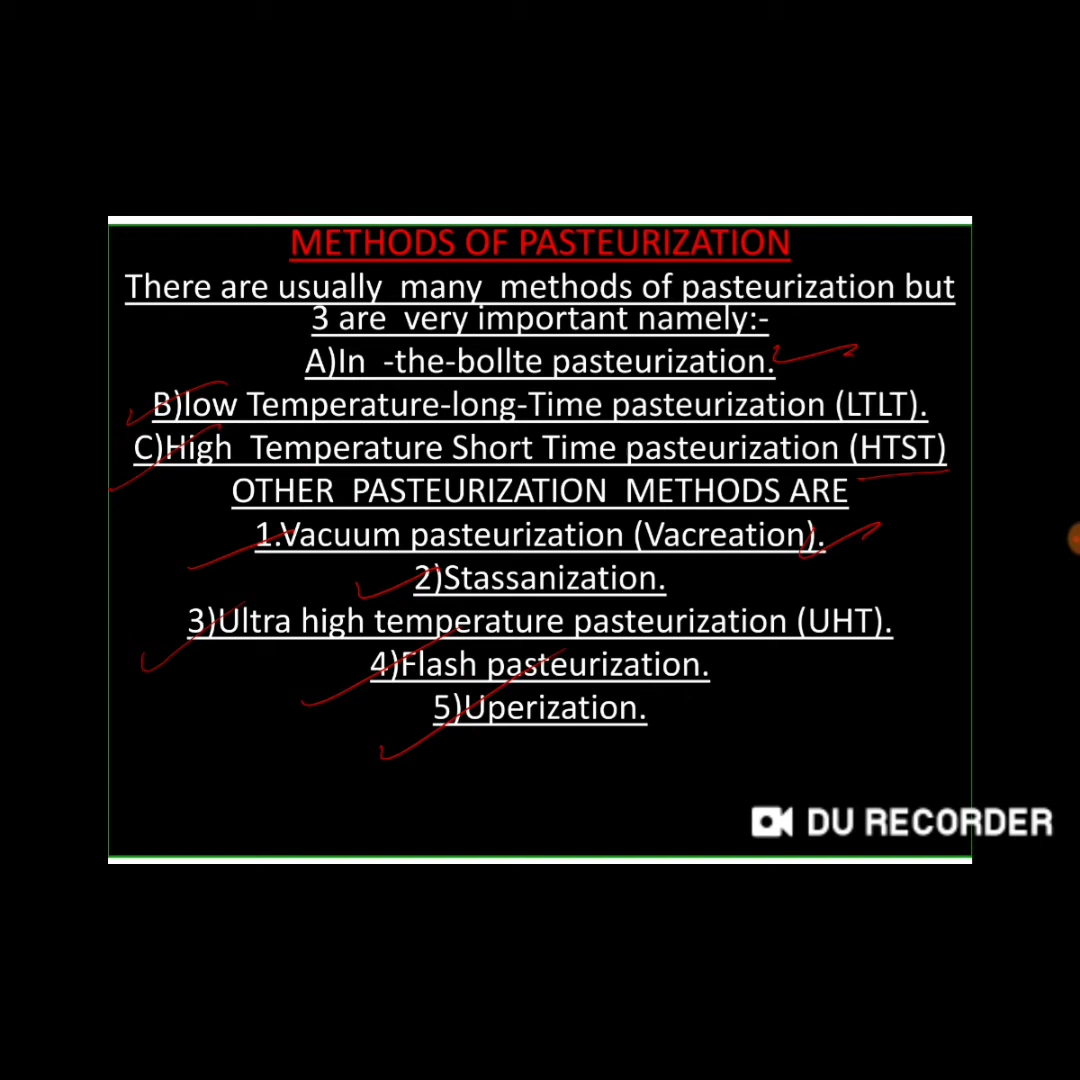 METHODS OF PASTEURIZATION
There are usually many methods of pasteurization but
3 are very important namely:-
A)In -the-bollte pasteurization.
B)low Temperature-long-Time pasteurization (LTLT).
C)High Temperature Short Time pasteurization (HTST)
OTHER PASTEURIZATION METHODS ARE
1.Vacuum pasteurization (Vacreation).
2)Stassanization.
3)Ultra high temperature pasteurization (UHT).
4)Flash pasteurization.
5)Uperization.
DU RECORDER